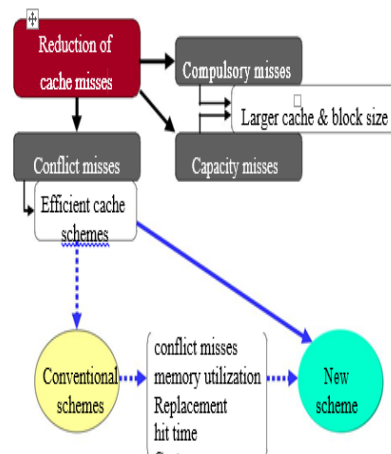 Reduction of
cache misses
Compulsory misses
Larger cache & block size
Conflict misses
Capacity misses
Efficient cache
schemes
Conventional
schemes
conflict misses
memory utilization
Replacement
hit time
New
scheme